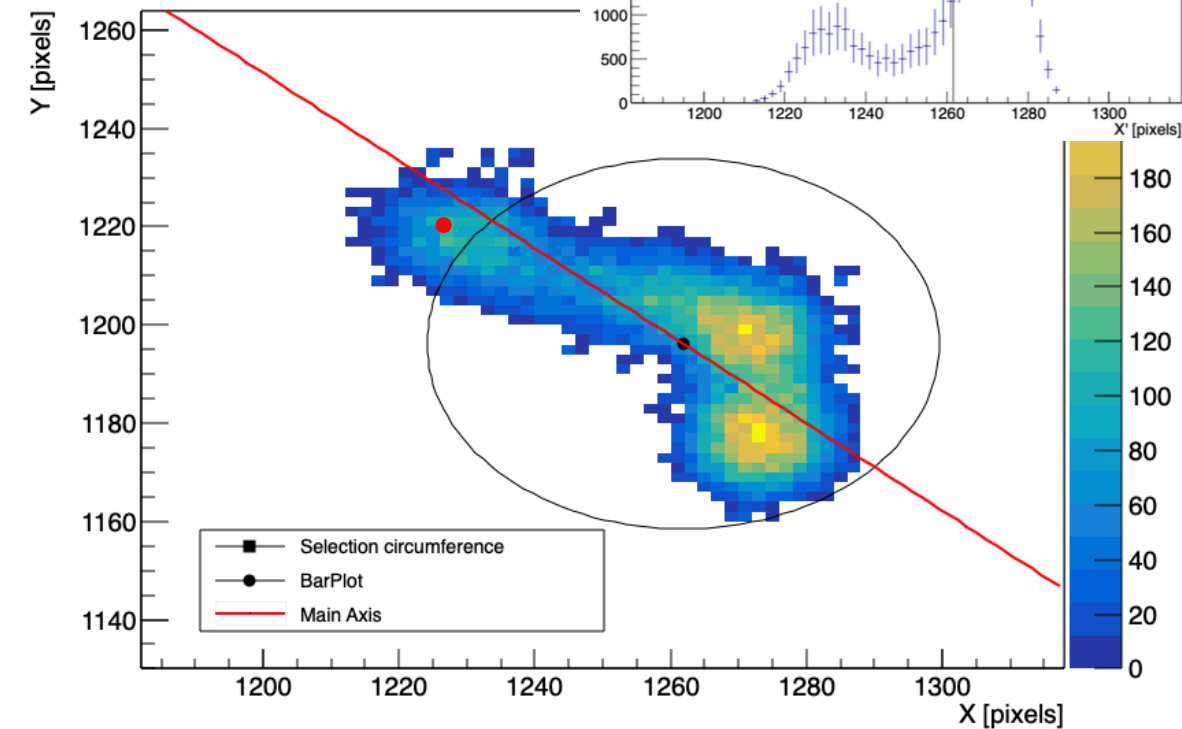 1000
500
0
1200 1220 1240 1260 1280 1300
X' [pixels]
Y [pixels]
1260
1240
1220
1200
1180
1160
1140
Selection circumference
BarPlot
Main Axis
1200 1220 1240 1260 1280 1300
X [pixels]
180
160
140
120
100
80
60
40
20
0